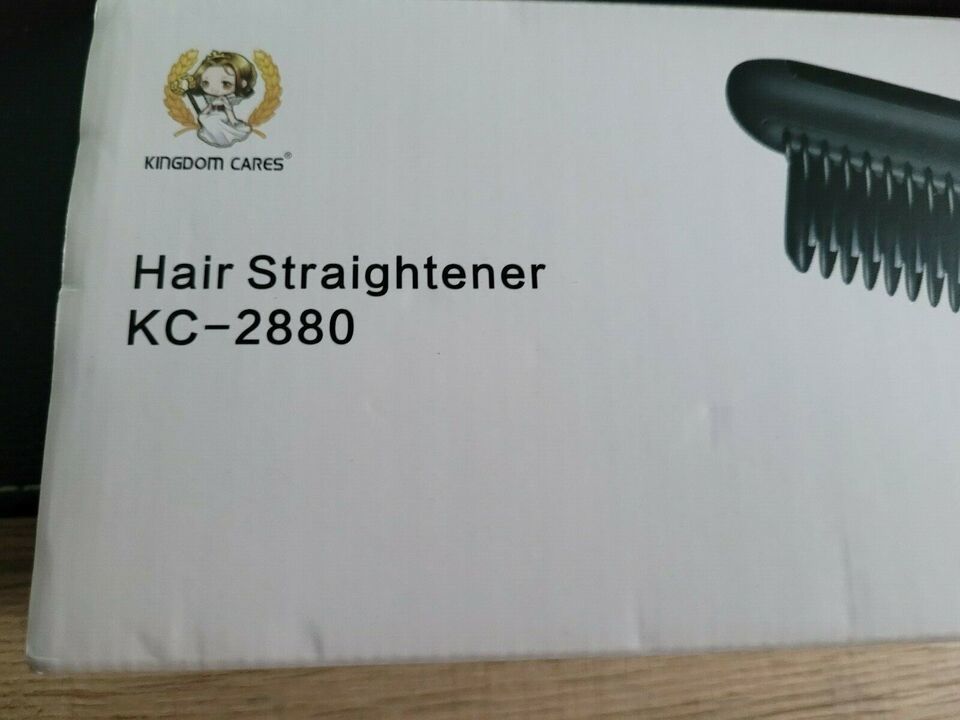 KINGDOM CARES®
Hair Straightener
KC-2880